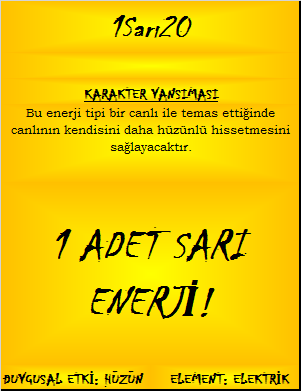 1Sarı20
KARAKTER YANSIMASI
Bu enerji tipi bir canlı ile temas ettiğinde
canlının kendisini daha hüzünlü hissetmesini
sağlayacaktır.
1 ADET SARI
ENERJİ!
DUYGUSAL ETKİ: HÜZÜN ELEMENT: ELEKTRİK